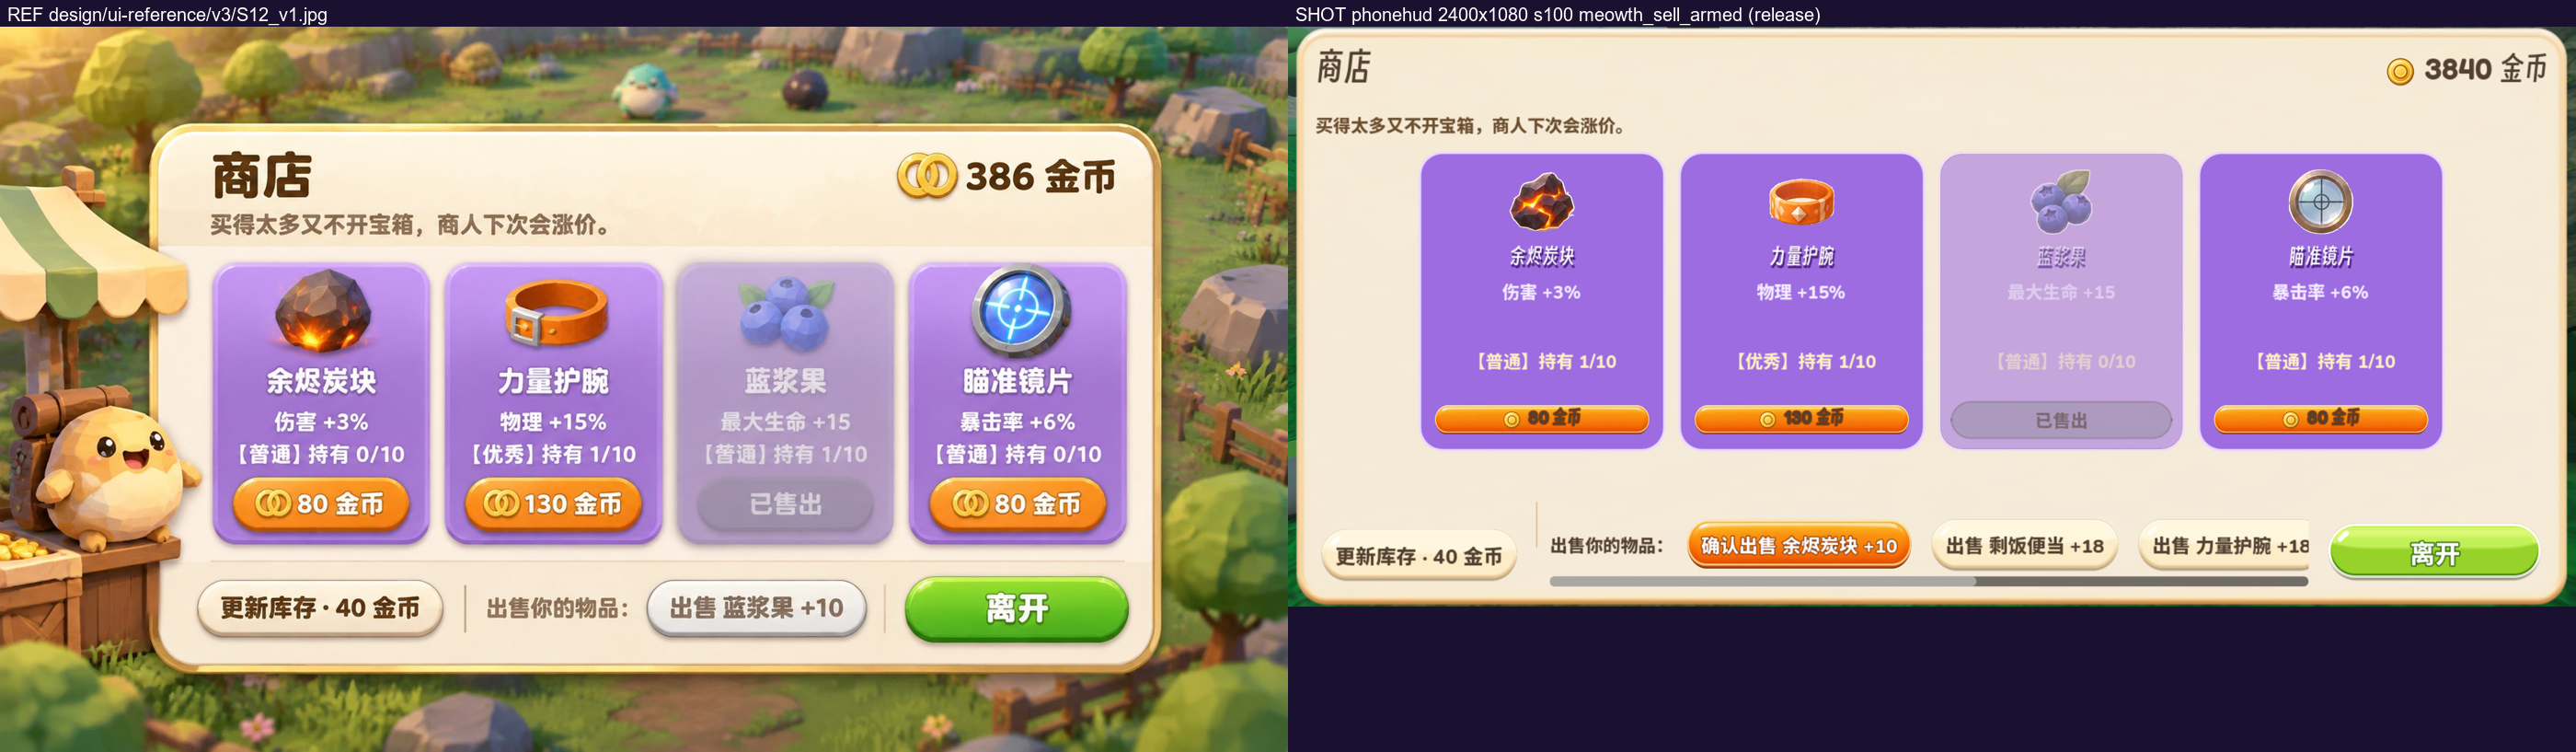 REF design/ui-reference/v3/S12_v1.jpg
商店
386 金币
买得太多又不开宝箱，商人下次会涨价。
余烬炭块
伤害 +3%
【普通】持有 0/10
80 金币
力量护腕
物理 +15%
【优秀】持有 1/10
130 金币
蓝浆果
最大生命 +15
【普通】持有 1/10
已售出
瞄准镜片
暴击率 +6%
【普通】持有 0/10
80 金币
更新库存 · 40 金币
出售你的物品：
出售 蓝浆果 +10
离开
SHOT phonehud 2400x1080 s100 meowth_sell_armed (release)
商店
3840 金币
买得太多又不开宝箱，商人下次会涨价。
余烬炭块
伤害 +3%
【普通】持有 1/10
80 金币
力量护腕
物理 +15%
【优秀】持有 1/10
130 金币
蓝浆果
最大生命 +15
【普通】持有 0/10
已售出
瞄准镜片
暴击率 +6%
【普通】持有 1/10
80 金币
更新库存 · 40 金币
出售你的物品：
确认出售 余烬炭块 +10
出售 剩饭便当 +18
出售 力量护腕 +18
离开